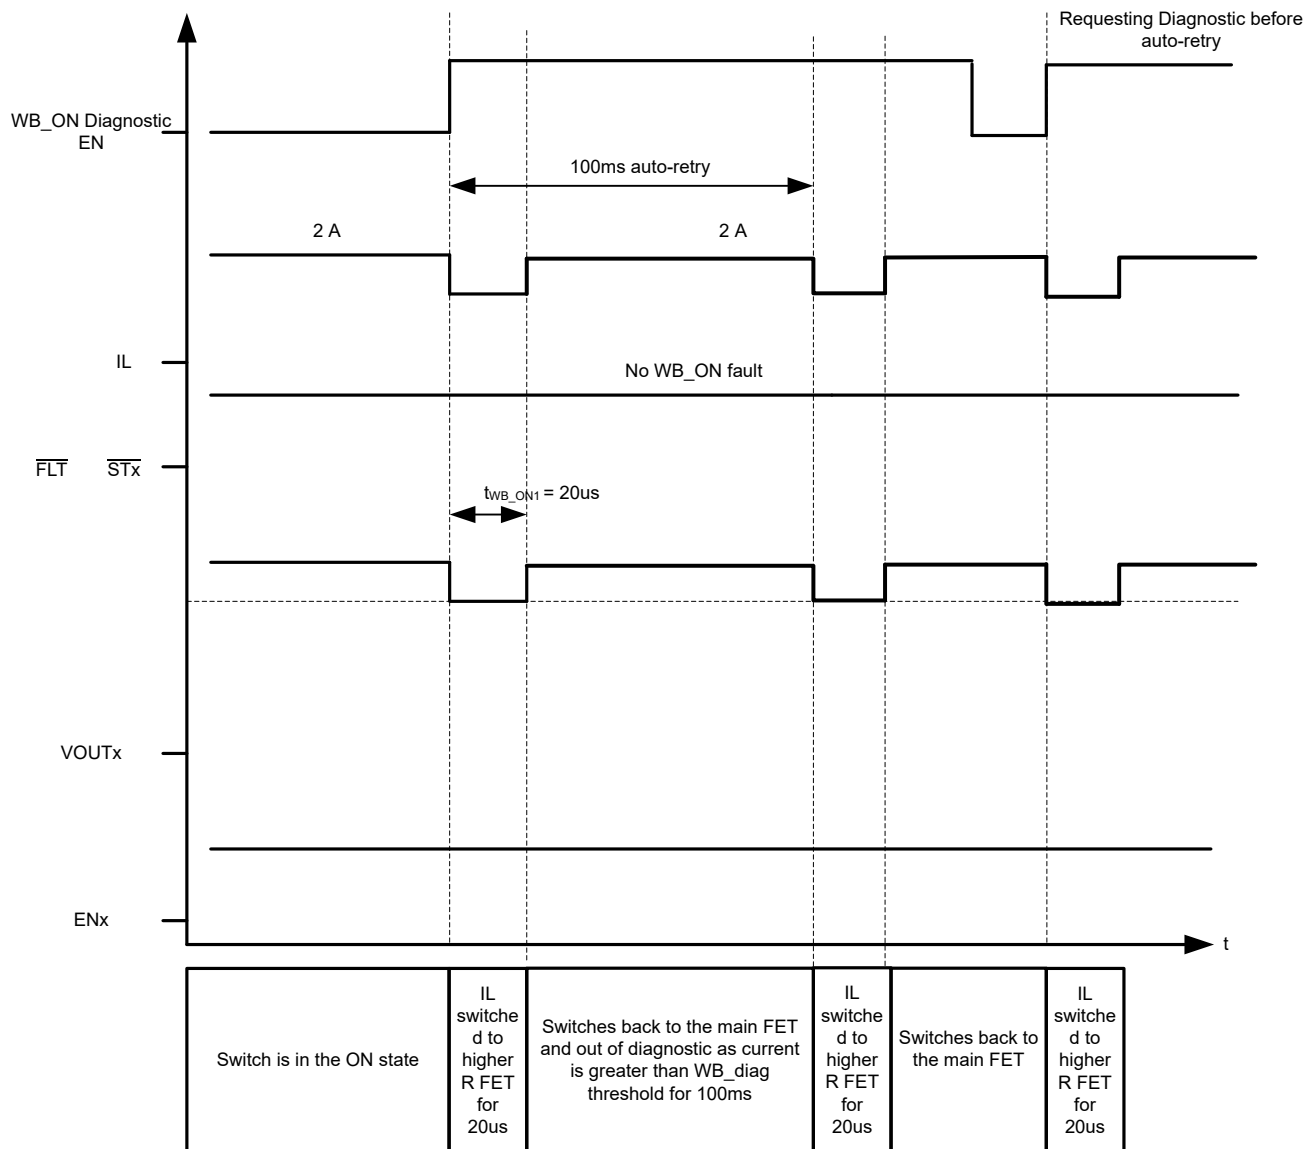 Requesting Diagnostic before
auto-retry
WB_ON Diagnostic
EN
100ms auto-retry
2 A
2 A
IL
No WB_ON fault
FLT STx
tWB_ON1 = 20us
VOUTx
ENx
t
Switch is in the ON state
IL
switche
d to
higher
R FET
for
20us
Switches back to the main FET
and out of diagnostic as current
is greater than WB_diag
threshold for 100ms
IL
switche
d to
higher
R FET
for
20us
Switches back to
the main FET
IL
switche
d to
higher
R FET
for
20us